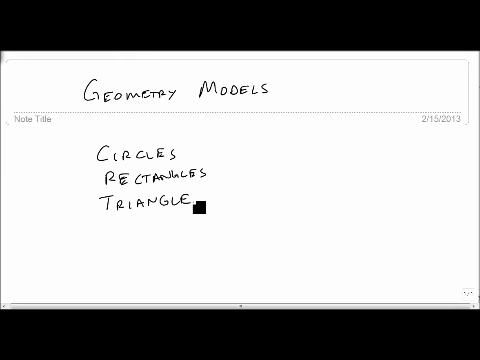 GEOMETRY MODELS
Note Title
2/15/2013
CIRCLES
RECTANGLES
TRIANGLE